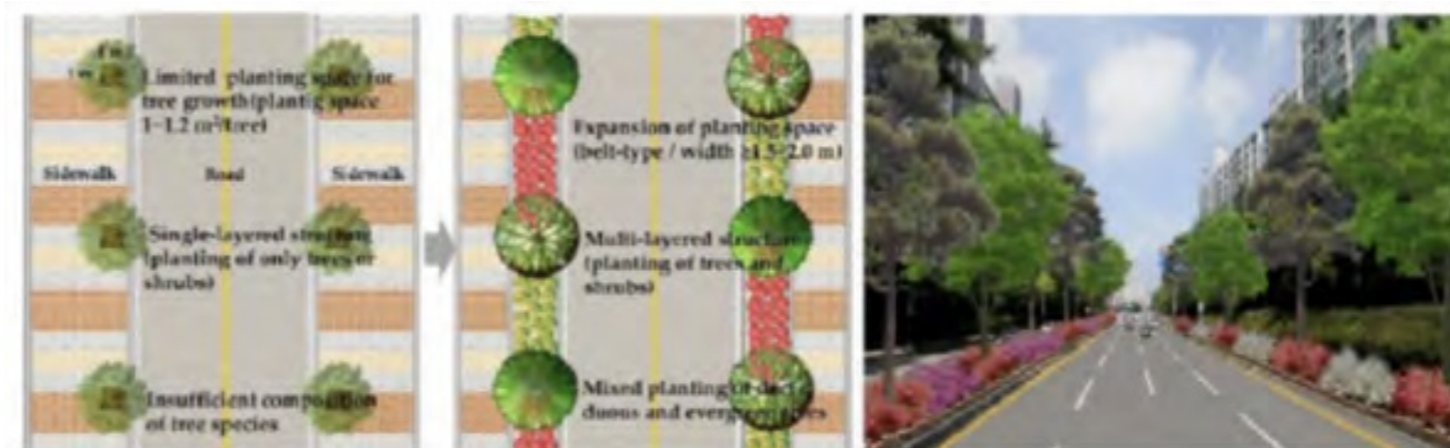 Limited planting space for
tree growth(plantig space
1~1.2 m²/tree)
Sidewalk
Road
Sidewalk
Single-layered structure
(planting of only trees or
shrubs)
Insufficient composition
of tree species
Expansion of planting space
(belt-type / width ≥1.5~2.0 m)
Multi-layered structure
(planting of trees and
shrubs)
Mixed planting of deci
duous and evergreen trees